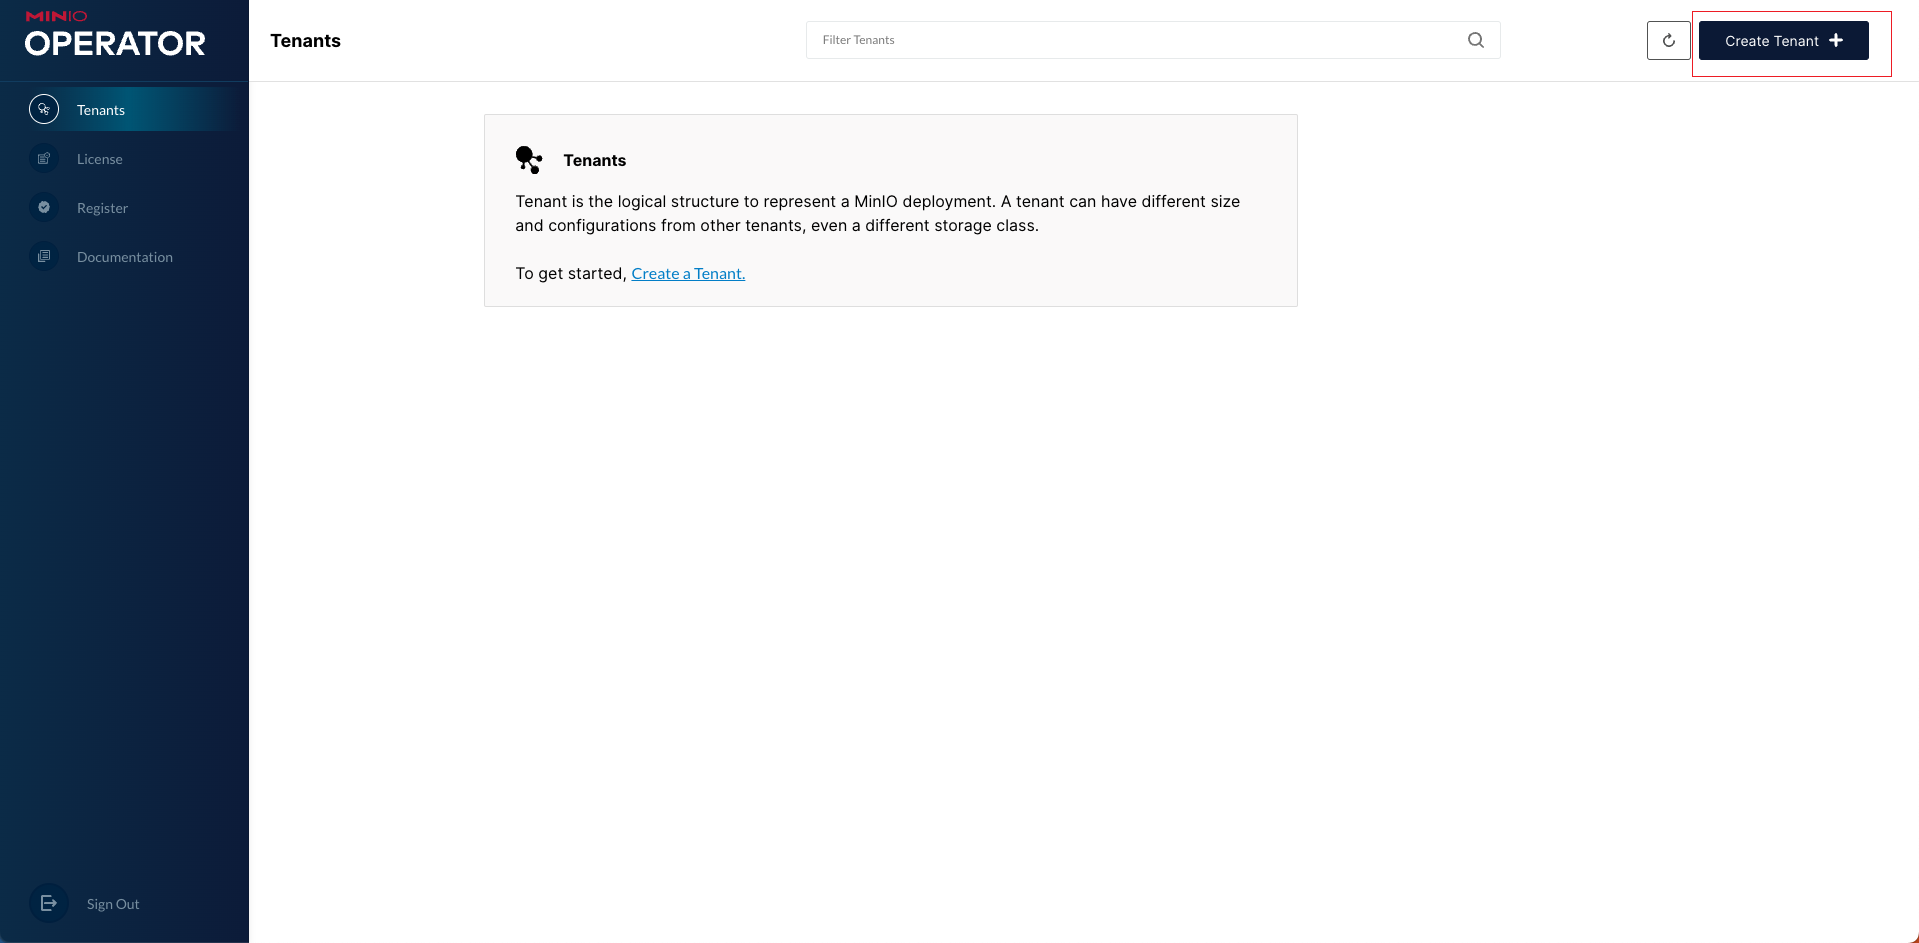 MINIO
OPERATOR
Tenants
License
Register
Documentation
Sign Out
Tenants
Filter Tenants
Create Tenant
Tenants
Tenant is the logical structure to represent a MinIO deployment. A tenant can have different size
and configurations from other tenants, even a different storage class.
To get started, Create a Tenant.